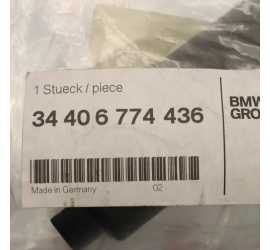 1 Stueck / piece
BMW
GRO
34 40 6 774 436
Made in Germany
02